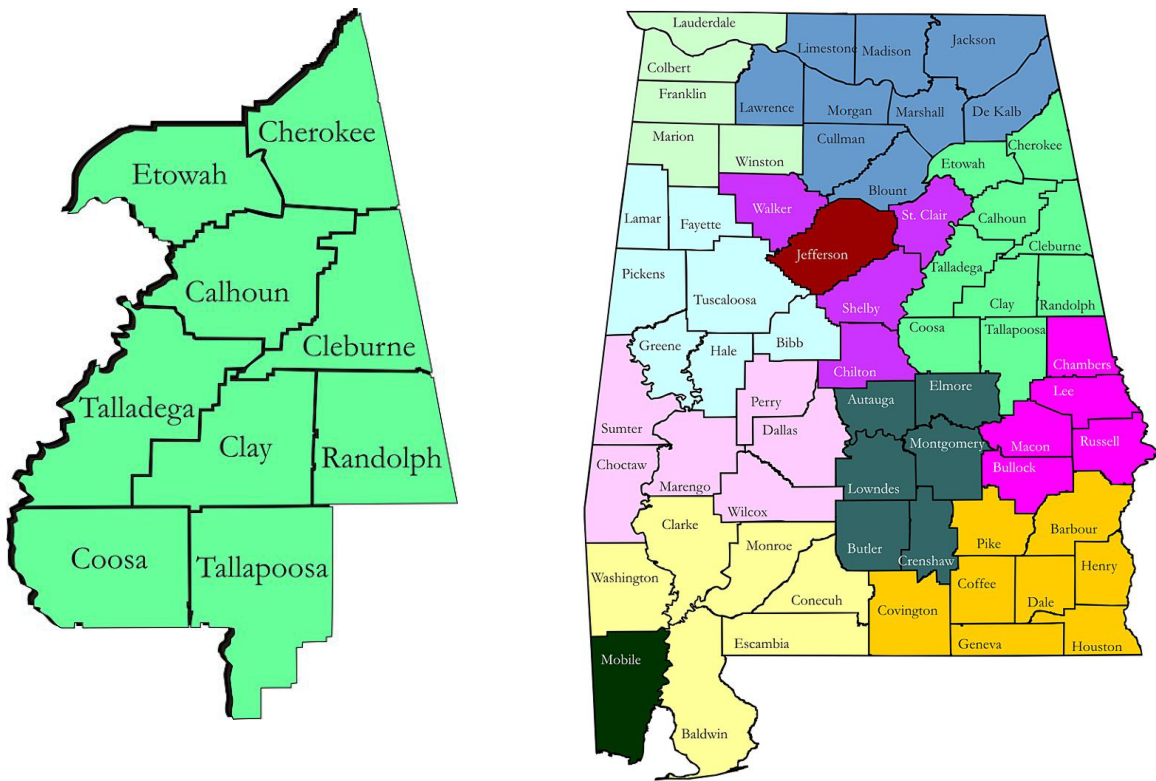 Cherokee
Etowah
Calhoun
Cleburne
Talladega
Clay
Randolph
Coosa
Tallapoosa
Lauderdale
Limestone
Madison
Jackson
Colbert
Franklin
Lawrence
Morgan
Marshall
De Kalb
Marion
Cullman
Winston
Etowah
Cherokee
Blount
Walker
St. Clair
Lamar
Fayette
Calhoun
Cleburne
Jefferson
Talladega
Pickens
Tuscaloosa
Shelby
Clay
Randolph
Coosa
Tallapoosa
Greene
Hale
Bibb
Chilton
Chambers
Elmore
Lee
Autauga
Perry
Sumter
Dallas
Montgomery
Macon
Russell
Choctaw
Bullock
Marengo
Lowndes
Wilcox
Clarke
Barbour
Monroe
Butler
Pike
Crenshaw
Henry
Washington
Coffee
Conecuh
Dale
Covington
Escambia
Geneva
Houston
Mobile
Baldwin